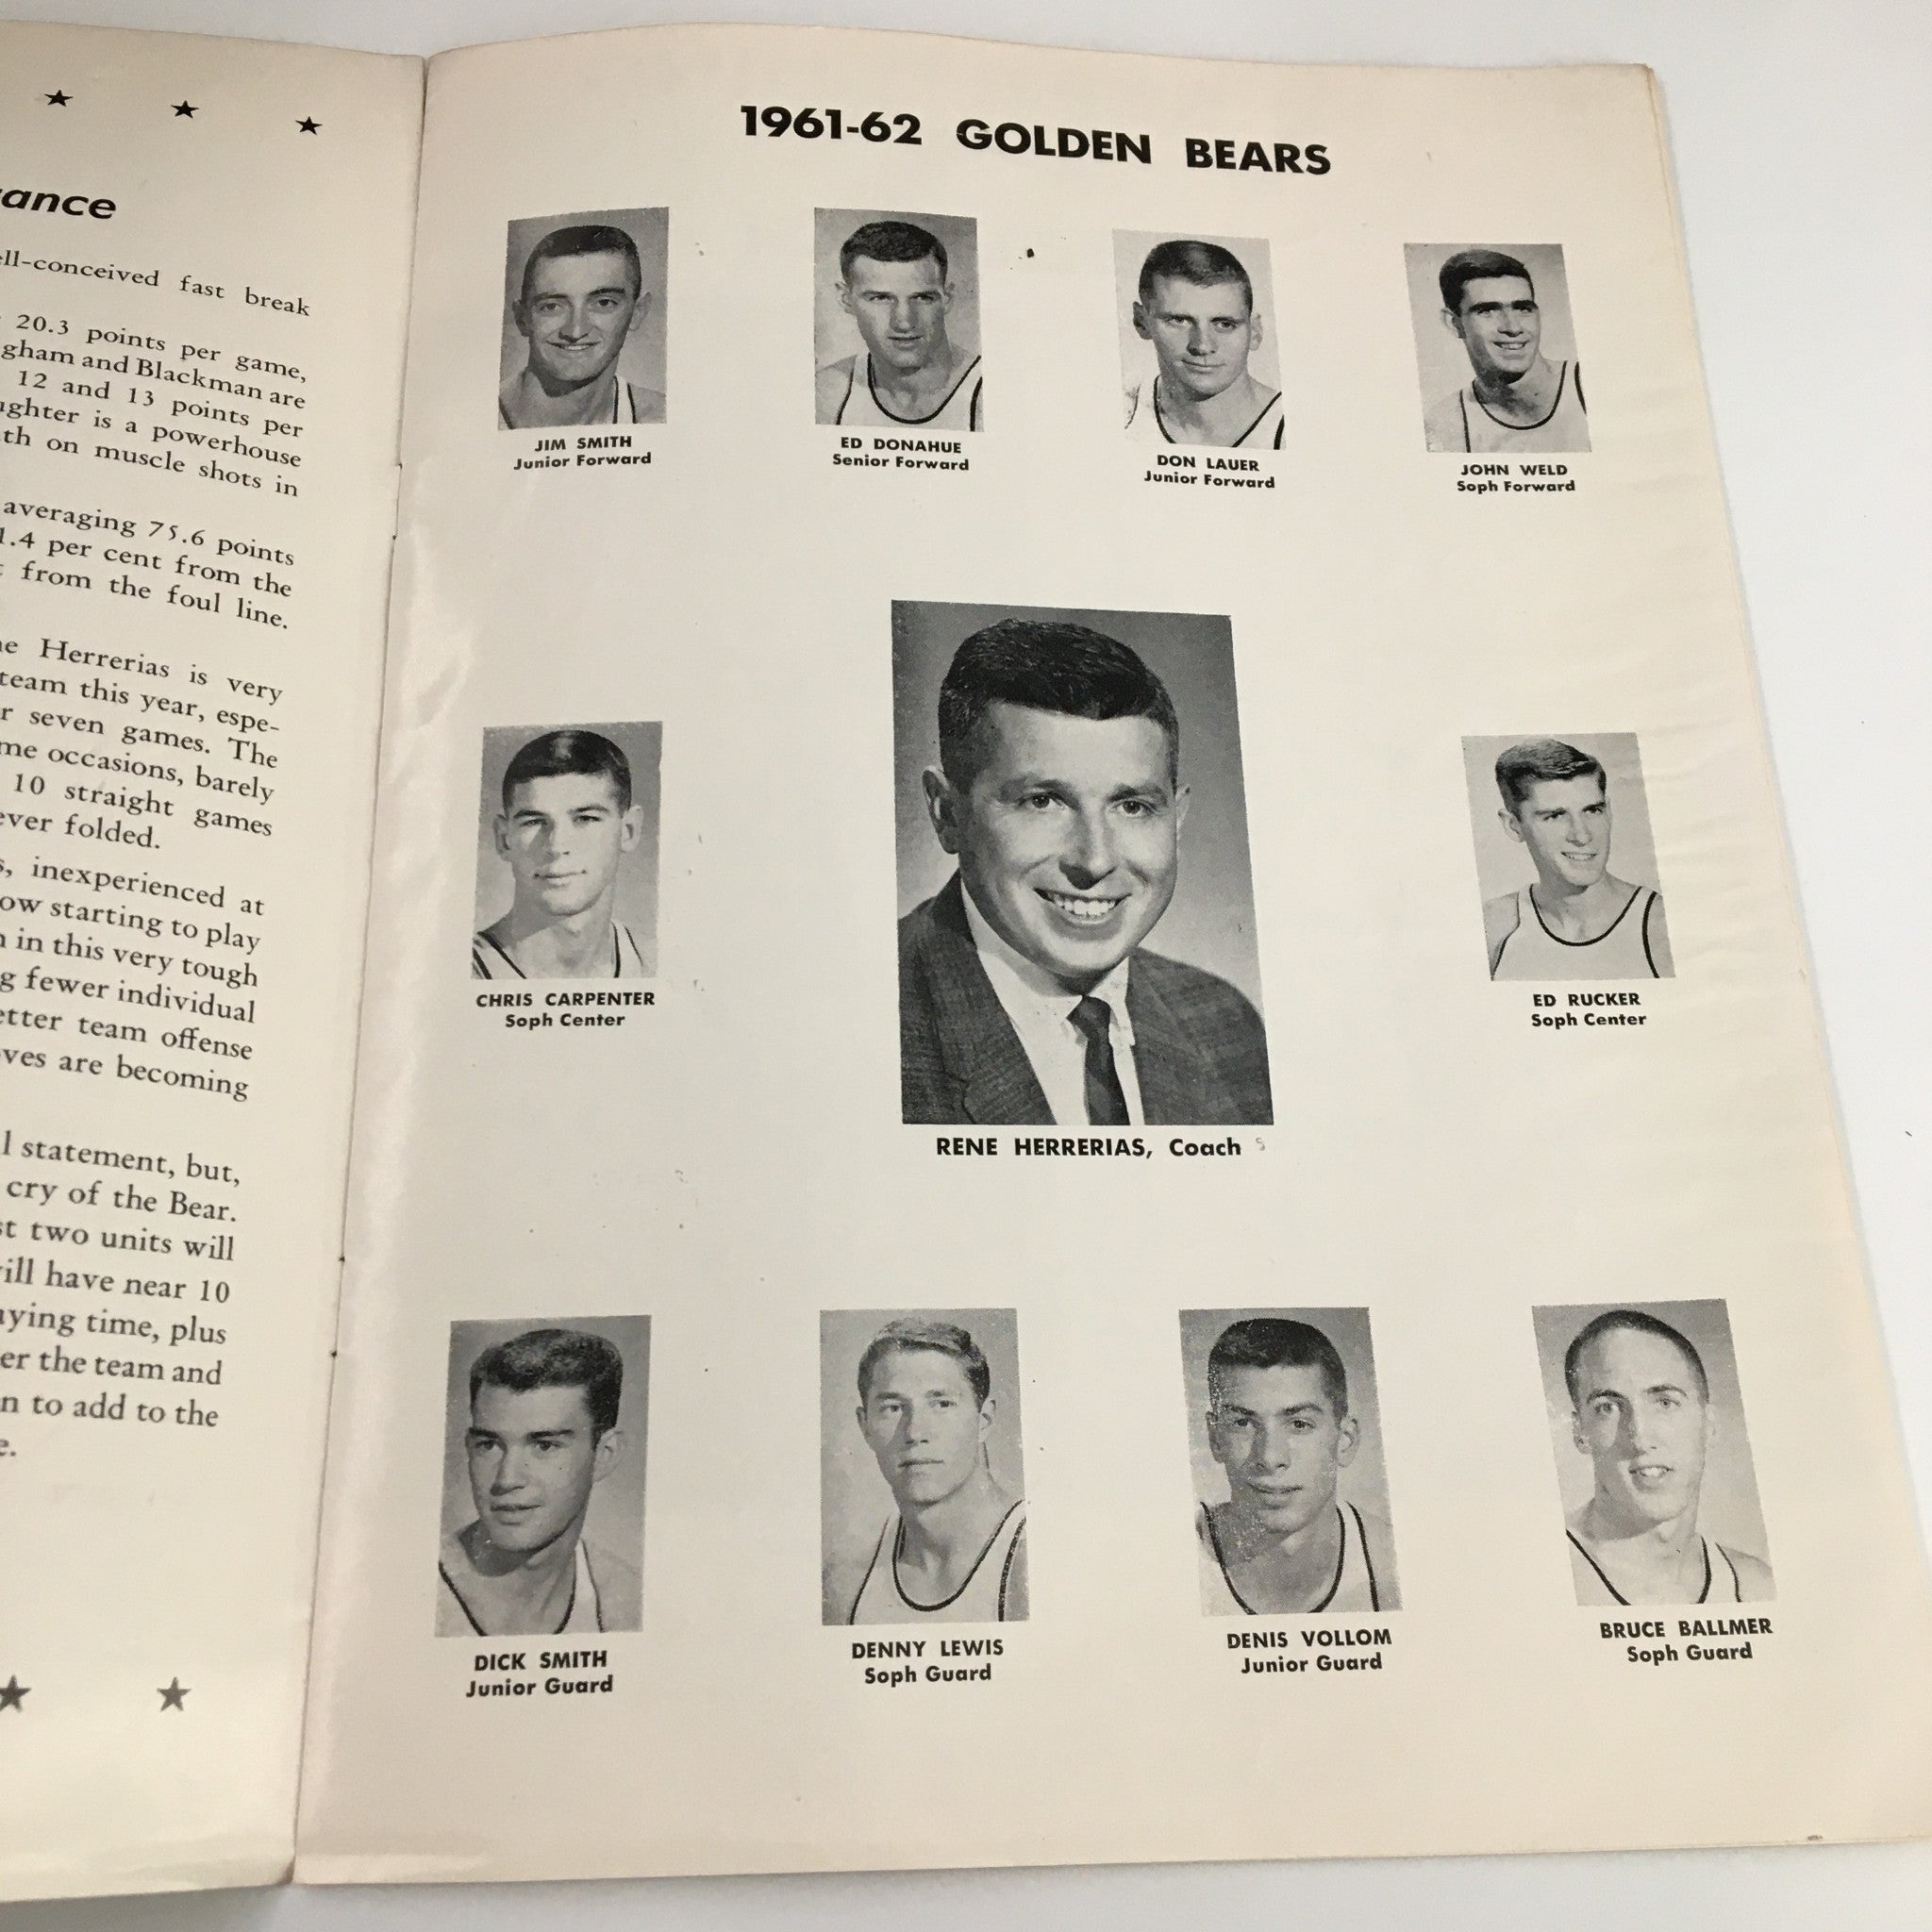 ance
ll-conceived fast break
20.3 points per game,
gham and Blackman are
12 and 13 points per
ughter is a powerhouse
th on muscle shots in
averaging 75.6 points
1.4 per cent from the
from the foul line.
Herrerias is very
team this year, espe-
r seven games. The
me occasions, barely
10 straight games
ever folded.
s, inexperienced at
ow starting to play
in this very tough
g fewer individual
etter team offense
ves are becoming
l statement, but,
cry of the Bear.
st two units will
will have near 10
aying time, plus
er the team and
n to add to the
e.
1961-62 GOLDEN BEARS
JIM SMITH
Junior Forward
ED DONAHUE
Senior Forward
DON LAUER
Junior Forward
JOHN WELD
Soph Forward
CHRIS CARPENTER
Soph Center
RENE HERRERIAS, Coach
ED RUCKER
Soph Center
DICK SMITH
Junior Guard
DENNY LEWIS
Soph Guard
DENIS VOLLOM
Junior Guard
BRUCE BALLMER
Soph Guard